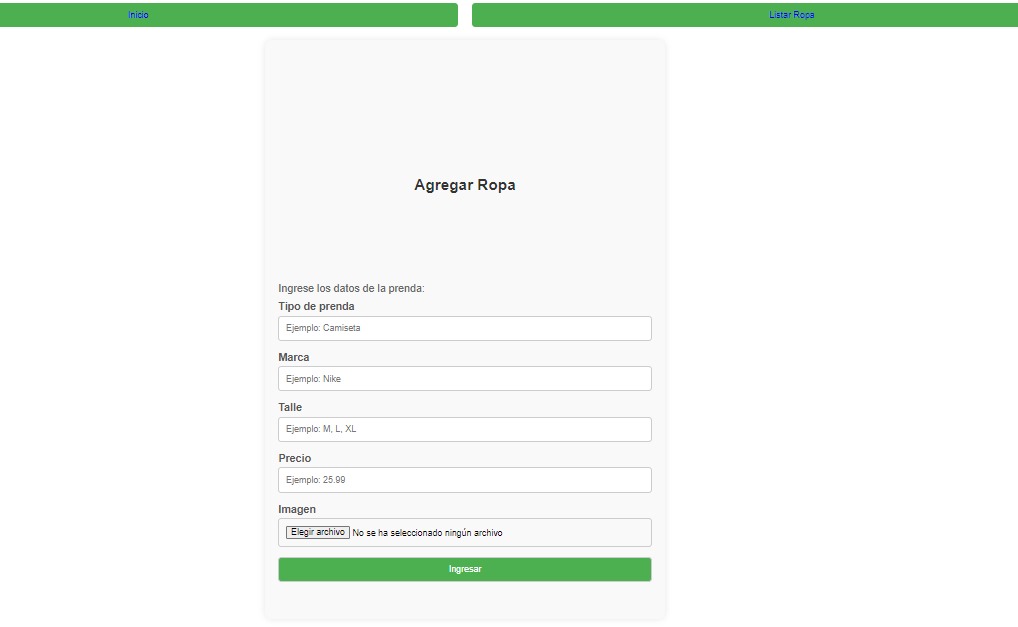 Inicio
Listar Ropa
Agregar Ropa
Ingrese los datos de la prenda:
Tipo de prenda
Ejemplo: Camiseta
Marca
Ejemplo: Nike
Talle
Ejemplo: M, L, XL
Precio
Ejemplo: 25.99
Imagen
Elegir archivo No se ha seleccionado ningún archivo
Ingresar